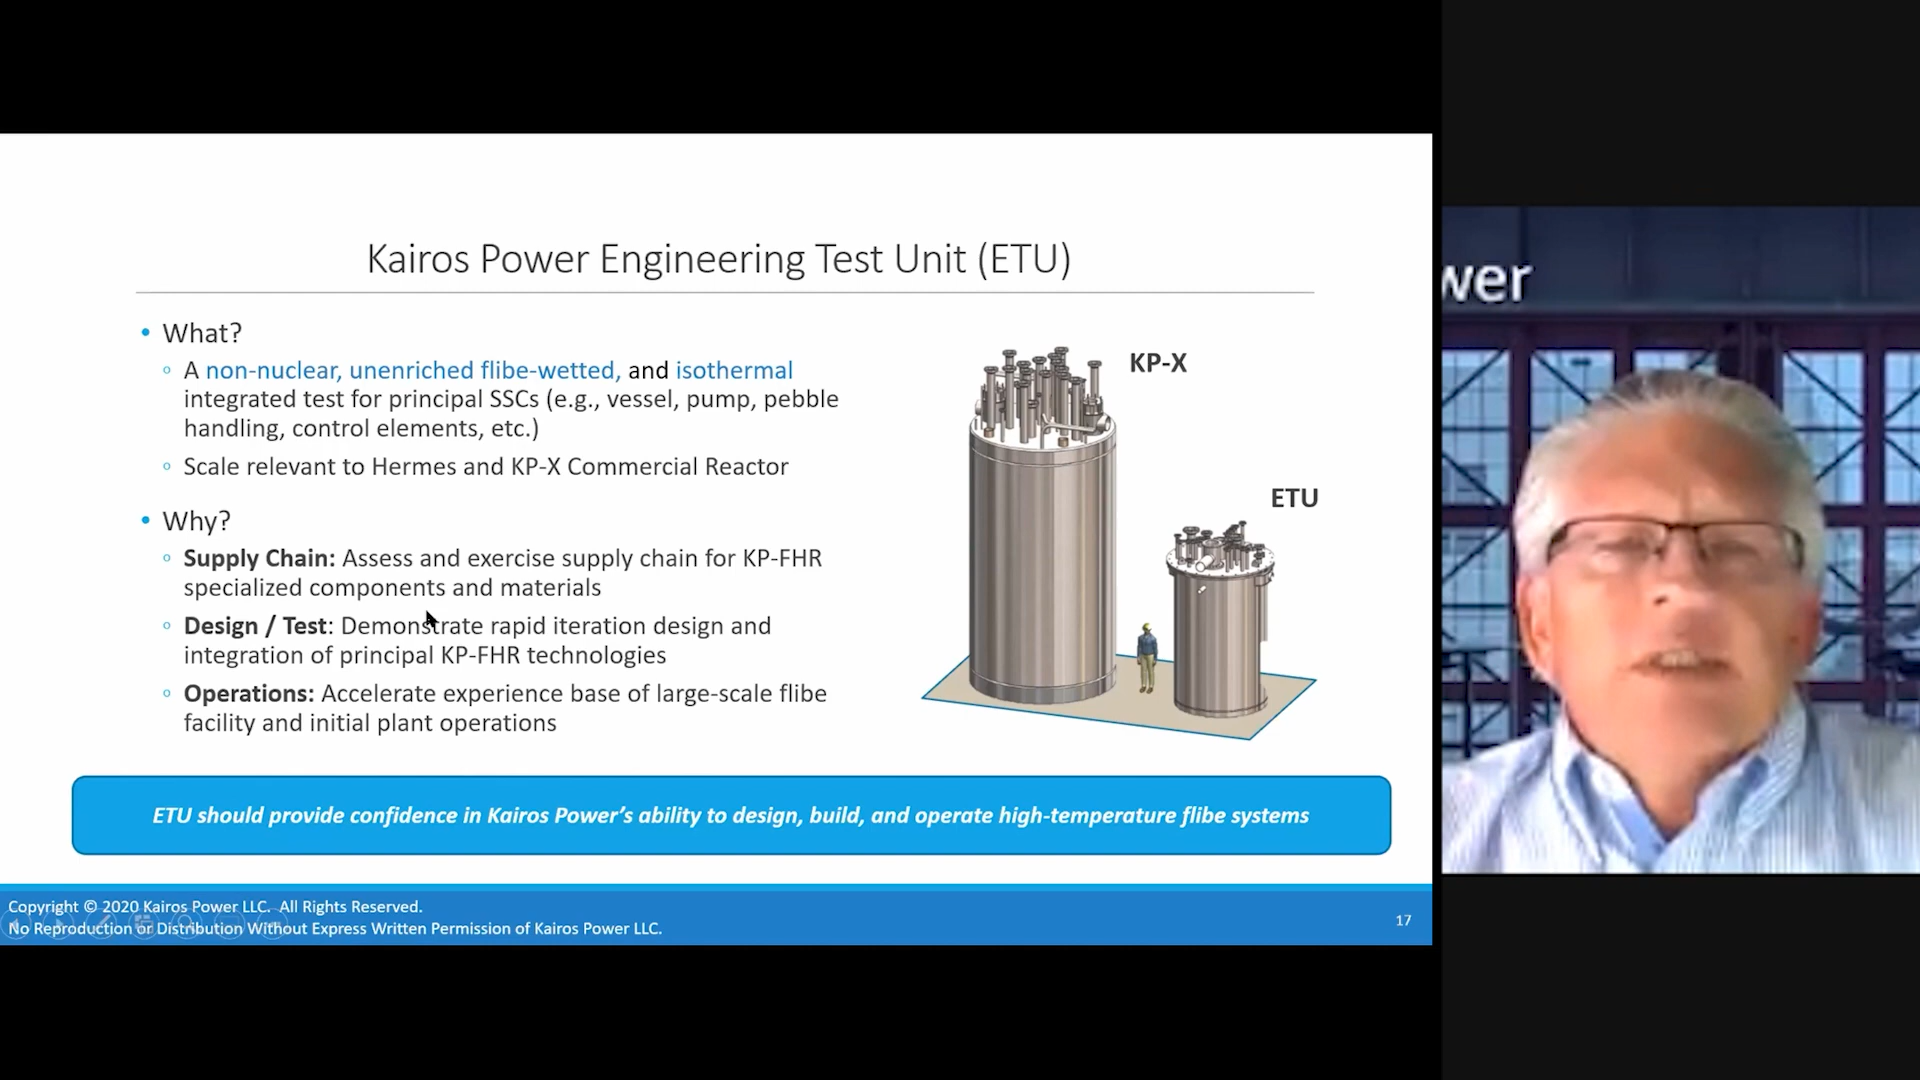 Kairos Power Engineering Test Unit (ETU)
• What?
◦ A non-nuclear, unenriched flibe-wetted, and isothermal
integrated test for principal SSCs (e.g., vessel, pump, pebble
handling, control elements, etc.)
◦ Scale relevant to Hermes and KP-X Commercial Reactor
• Why?
◦ Supply Chain: Assess and exercise supply chain for KP-FHR
specialized components and materials
◦ Design / Test: Demonstrate rapid iteration design and
integration of principal KP-FHR technologies
◦ Operations: Accelerate experience base of large-scale flibe
facility and initial plant operations
KP-X
ETU
ETU should provide confidence in Kairos Power’s ability to design, build, and operate high-temperature flibe systems
Copyright © 2020 Kairos Power LLC. All Rights Reserved.
No Reproduction or Distribution Without Express Written Permission of Kairos Power LLC.
17
wer